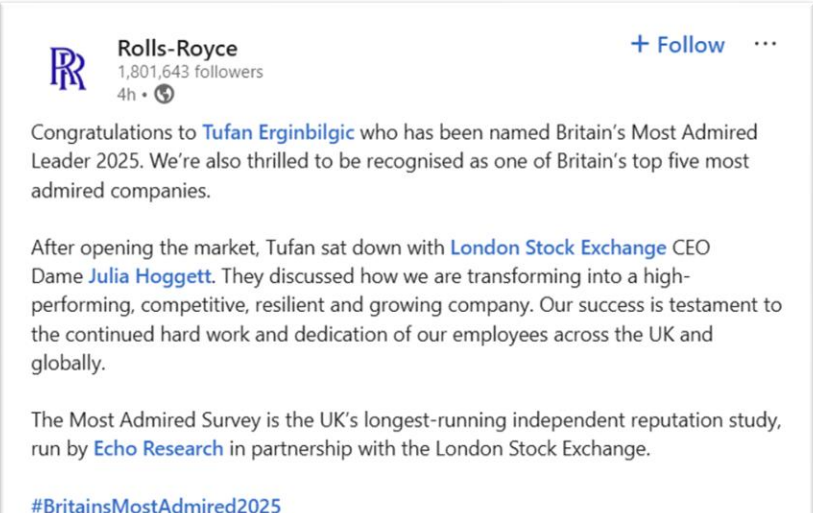 Rolls-Royce
+ Follow
1,801,643 followers
4h •
Congratulations to Tufan Erginbilgic who has been named Britain's Most Admired
Leader 2025. We're also thrilled to be recognised as one of Britain's top five most
admired companies.
After opening the market, Tufan sat down with London Stock Exchange CEO
Dame Julia Hoggett. They discussed how we are transforming into a high-
performing, competitive, resilient and growing company. Our success is testament to
the continued hard work and dedication of our employees across the UK and
globally.
The Most Admired Survey is the UK's longest-running independent reputation study,
run by Echo Research in partnership with the London Stock Exchange.
#BritainsMostAdmired2025